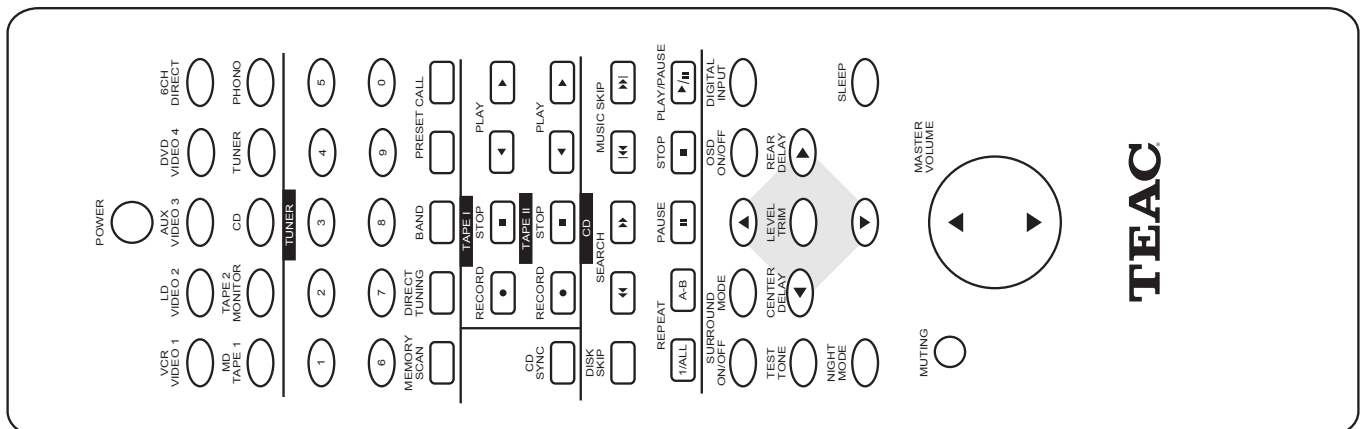 POWER
VCR
VIDEO 1
LD
VIDEO 2
AUX
VIDEO 3
DVD
VIDEO 4
6CH
DIRECT
MD
TAPE 1
TAPE2
MONITOR
CD
TUNER
PHONO
TUNER
1
2
3
4
5
6
7
8
9
0
MEMORY
SCAN
DIRECT
TUNING
BAND
PRESET CALL
TAPE I
RECORD
STOP
PLAY
TAPE II
CD
SYNC
RECORD
STOP
PLAY
CD
DISK
SKIP
SEARCH
MUSIC SKIP
REPEAT
1/ALL
A-B
PAUSE
STOP
PLAY/PAUSE
SURROUND
ON/OFF
MODE
OSD
ON/OFF
DIGITAL
INPUT
TEST
TONE
CENTER
DELAY
LEVEL
TRIM
REAR
DELAY
NIGHT
MODE
SLEEP
MUTING
MASTER
VOLUME
TEAC